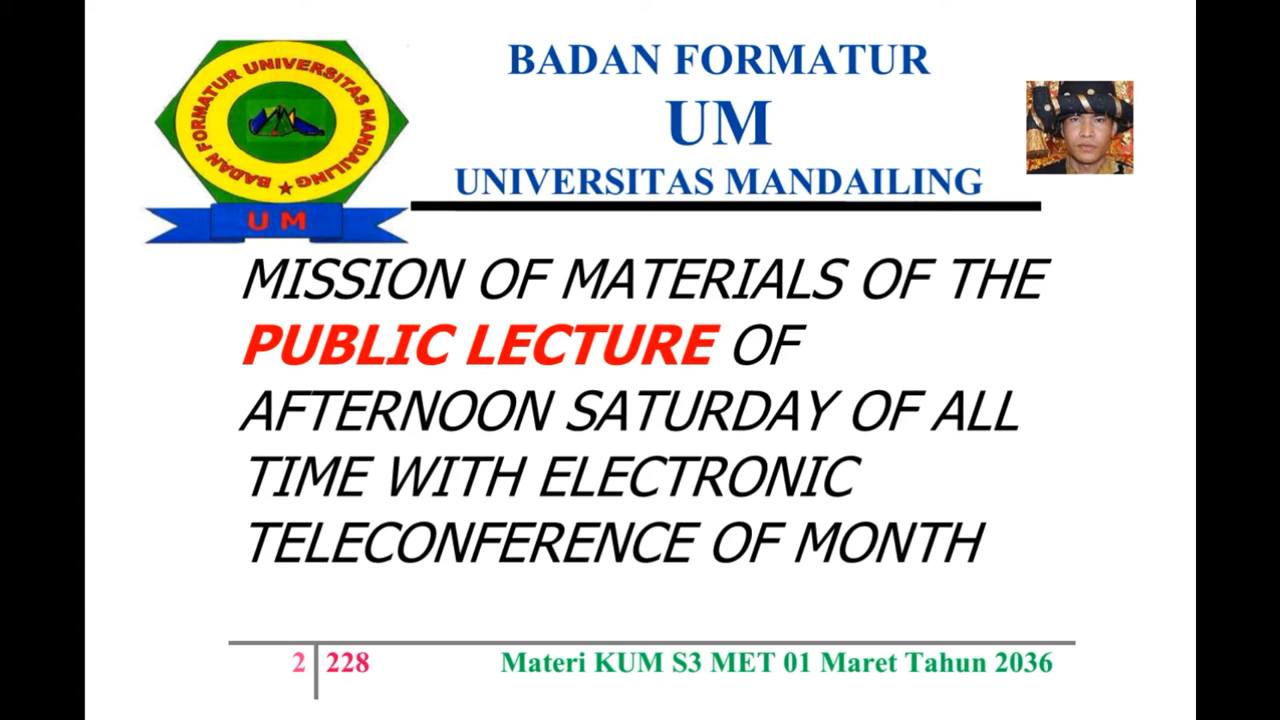 BADAN FORMATUR UNIVERSITAS MANDAILING
U M
BADAN FORMATUR
UM
UNIVERSITAS MANDAILING
MISSION OF MATERIALS OF THE
PUBLIC LECTURE OF
AFTERNOON SATURDAY OF ALL
TIME WITH ELECTRONIC
TELECONFERENCE OF MONTH
2 228 Materi KUM S3 MET 01 Maret Tahun 2036